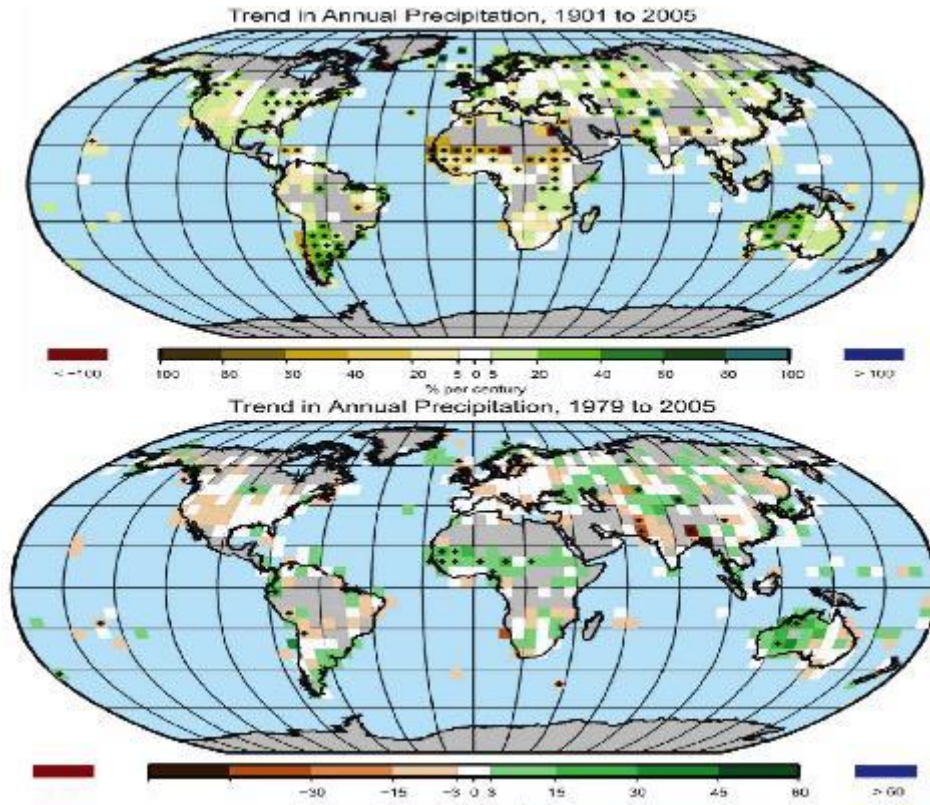 Trend in Annual Precipitation, 1901 to 2005
< -100 -100 -80 -60 -40 -20 -5 0 5 20 40 60 80 100 > 100
% per century
Trend in Annual Precipitation, 1979 to 2005
-30 -15 -3 0 3 15 30 45 60 > 60